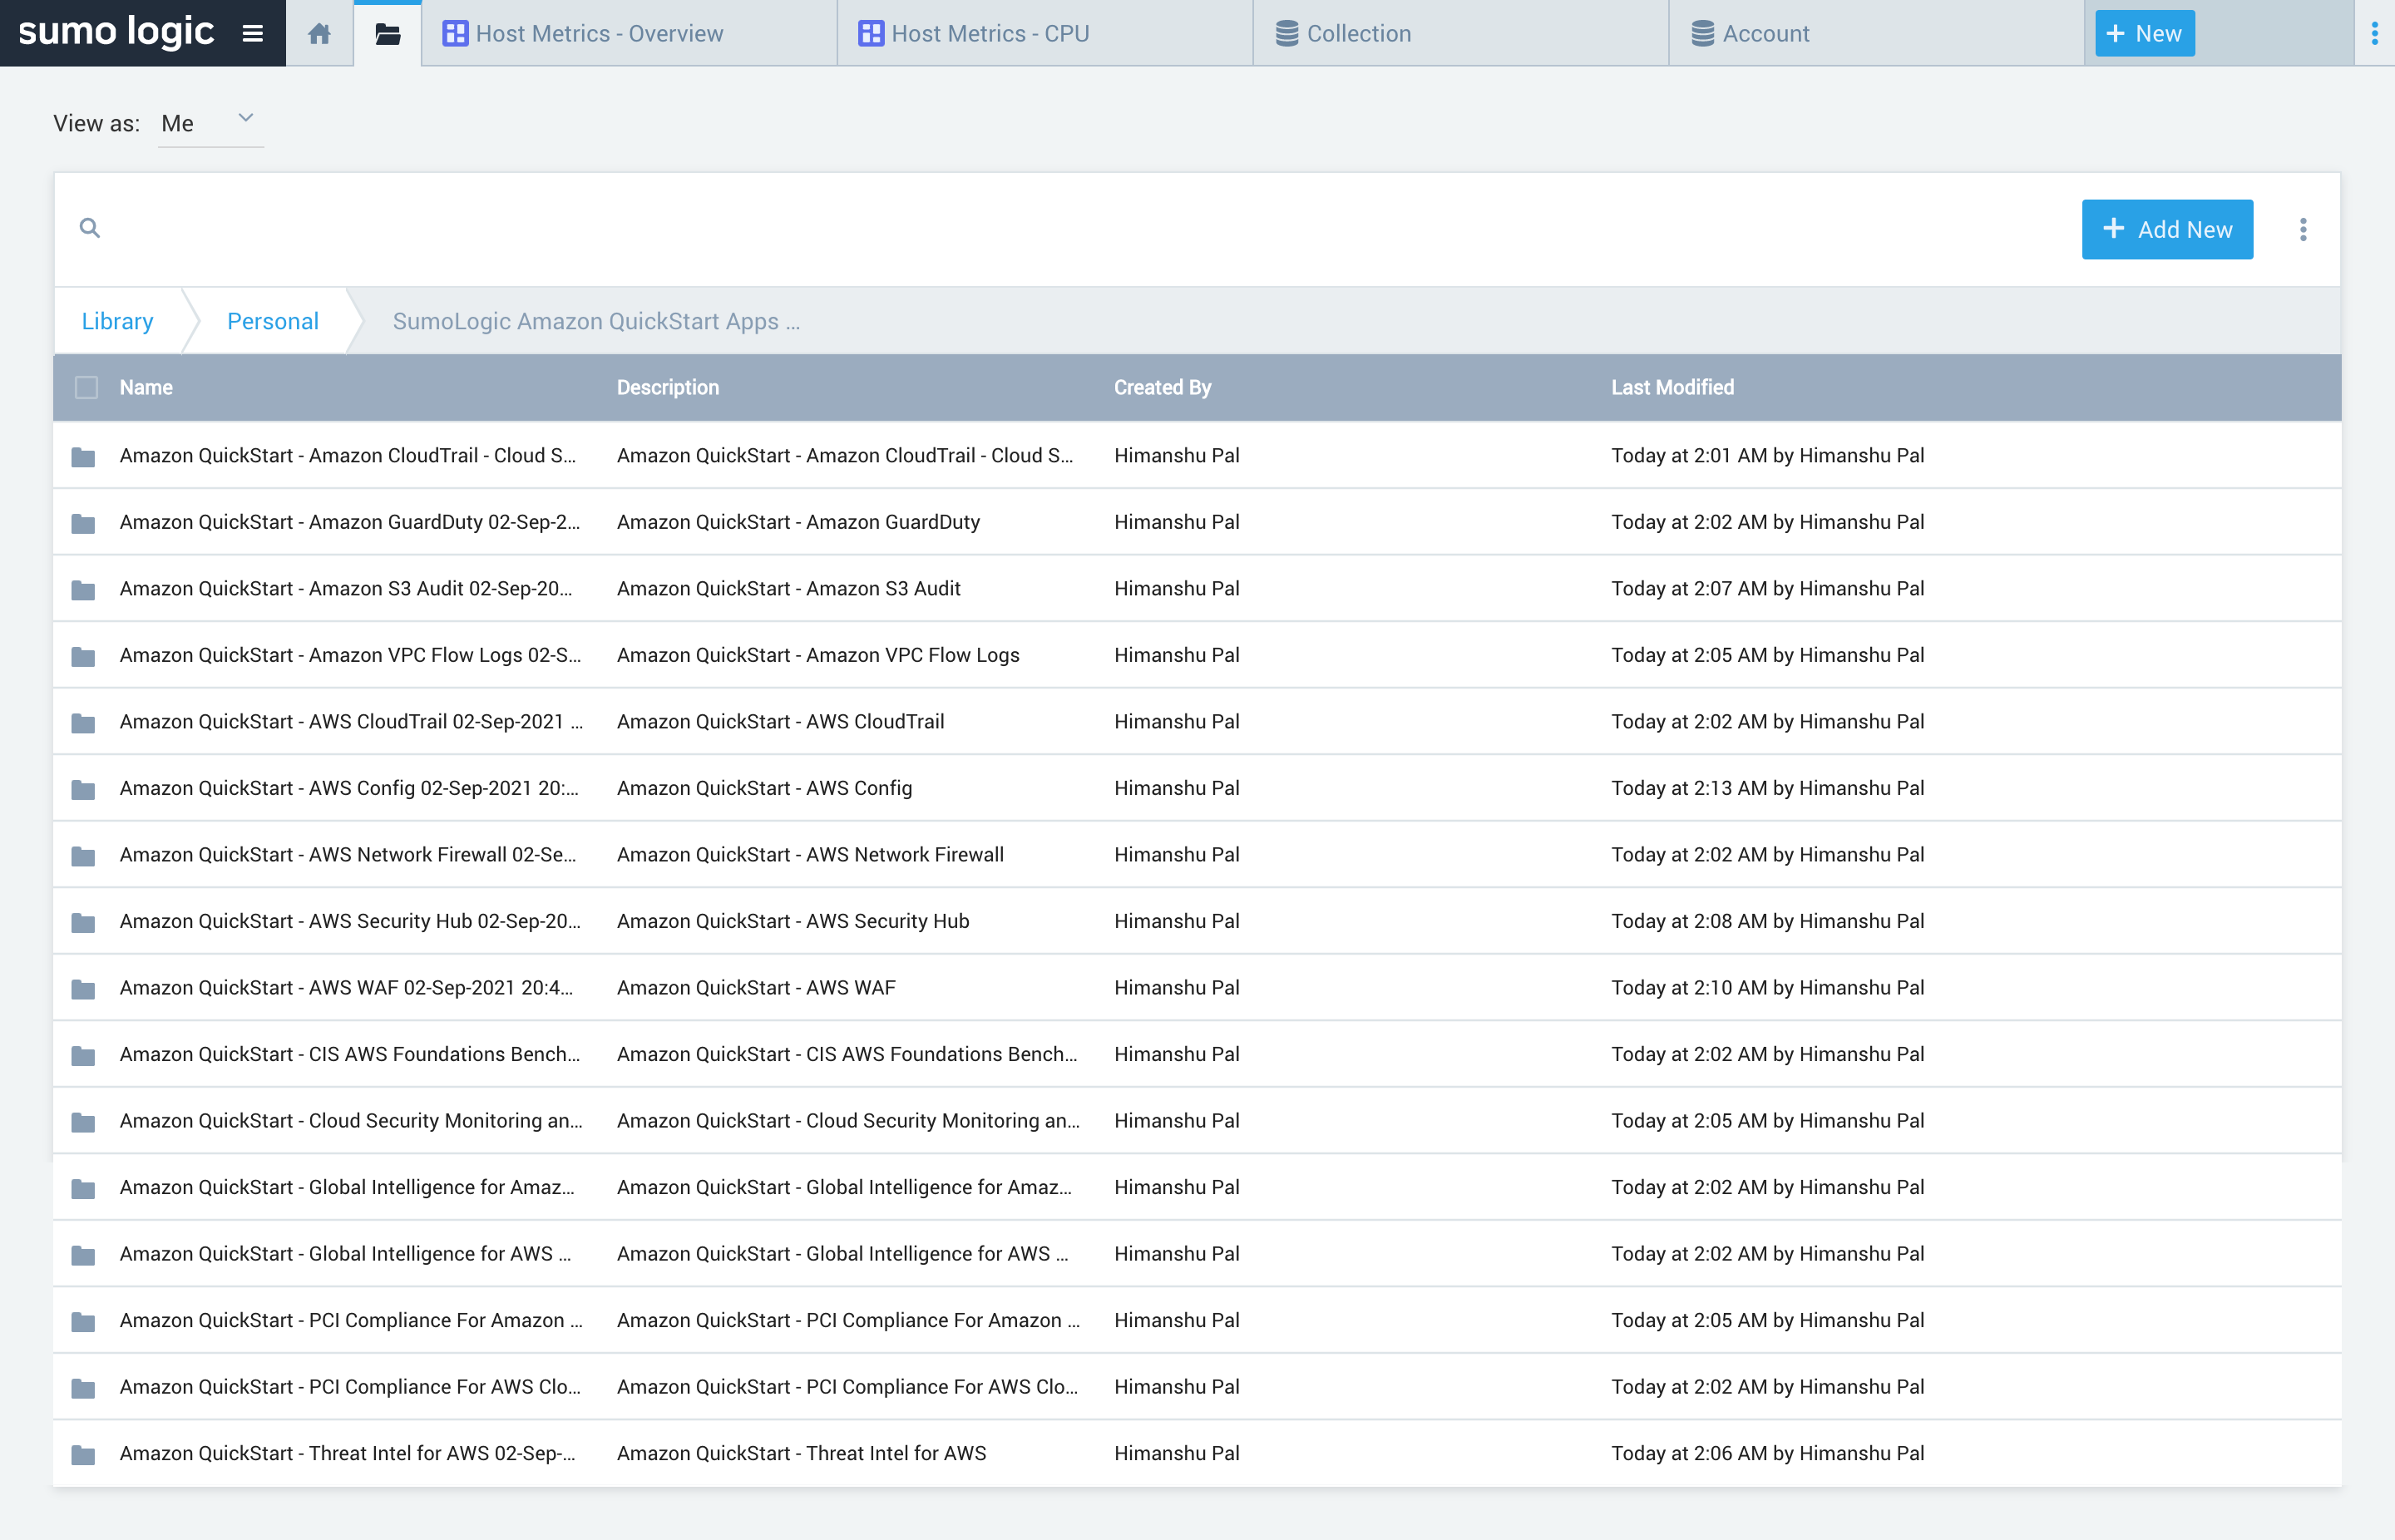 sumo logic
Host Metrics - Overview
Host Metrics - CPU
Collection
Account
+ New
View as: Me
+ Add New
Library
Personal
SumoLogic Amazon QuickStart Apps ...
Name Description Created By Last Modified
Amazon QuickStart - Amazon CloudTrail - Cloud S... Amazon QuickStart - Amazon CloudTrail - Cloud S... Himanshu Pal Today at 2:01 AM by Himanshu Pal
Amazon QuickStart - Amazon GuardDuty 02-Sep-2... Amazon QuickStart - Amazon GuardDuty Himanshu Pal Today at 2:02 AM by Himanshu Pal
Amazon QuickStart - Amazon S3 Audit 02-Sep-20... Amazon QuickStart - Amazon S3 Audit Himanshu Pal Today at 2:07 AM by Himanshu Pal
Amazon QuickStart - Amazon VPC Flow Logs 02-S... Amazon QuickStart - Amazon VPC Flow Logs Himanshu Pal Today at 2:05 AM by Himanshu Pal
Amazon QuickStart - AWS CloudTrail 02-Sep-2021 ... Amazon QuickStart - AWS CloudTrail Himanshu Pal Today at 2:02 AM by Himanshu Pal
Amazon QuickStart - AWS Config 02-Sep-2021 20:... Amazon QuickStart - AWS Config Himanshu Pal Today at 2:13 AM by Himanshu Pal
Amazon QuickStart - AWS Network Firewall 02-Se... Amazon QuickStart - AWS Network Firewall Himanshu Pal Today at 2:02 AM by Himanshu Pal
Amazon QuickStart - AWS Security Hub 02-Sep-20... Amazon QuickStart - AWS Security Hub Himanshu Pal Today at 2:08 AM by Himanshu Pal
Amazon QuickStart - AWS WAF 02-Sep-2021 20:4... Amazon QuickStart - AWS WAF Himanshu Pal Today at 2:10 AM by Himanshu Pal
Amazon QuickStart - CIS AWS Foundations Bench... Amazon QuickStart - CIS AWS Foundations Bench... Himanshu Pal Today at 2:02 AM by Himanshu Pal
Amazon QuickStart - Cloud Security Monitoring an... Amazon QuickStart - Cloud Security Monitoring an... Himanshu Pal Today at 2:05 AM by Himanshu Pal
Amazon QuickStart - Global Intelligence for Amaz... Amazon QuickStart - Global Intelligence for Amaz... Himanshu Pal Today at 2:02 AM by Himanshu Pal
Amazon QuickStart - Global Intelligence for AWS ... Amazon QuickStart - Global Intelligence for AWS ... Himanshu Pal Today at 2:02 AM by Himanshu Pal
Amazon QuickStart - PCI Compliance For Amazon ... Amazon QuickStart - PCI Compliance For Amazon ... Himanshu Pal Today at 2:05 AM by Himanshu Pal
Amazon QuickStart - PCI Compliance For AWS Clo... Amazon QuickStart - PCI Compliance For AWS Clo... Himanshu Pal Today at 2:02 AM by Himanshu Pal
Amazon QuickStart - Threat Intel for AWS 02-Sep-... Amazon QuickStart - Threat Intel for AWS Himanshu Pal Today at 2:06 AM by Himanshu Pal